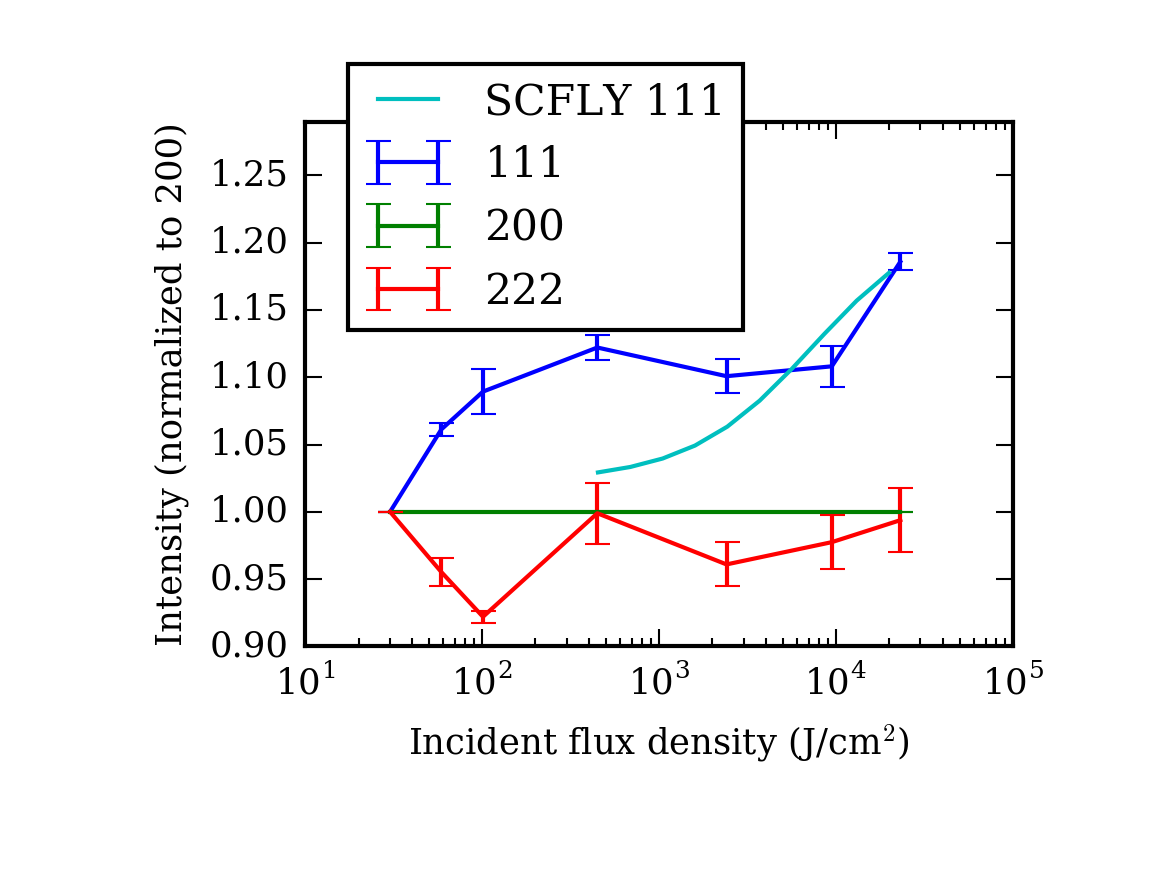 SCFLY 111
111
200
222
Intensity (normalized to 200)
1.25
1.20
1.15
1.10
1.05
1.00
0.95
0.90
10¹ 10² 10³ 10⁴ 10⁵
Incident flux density (J/cm²)